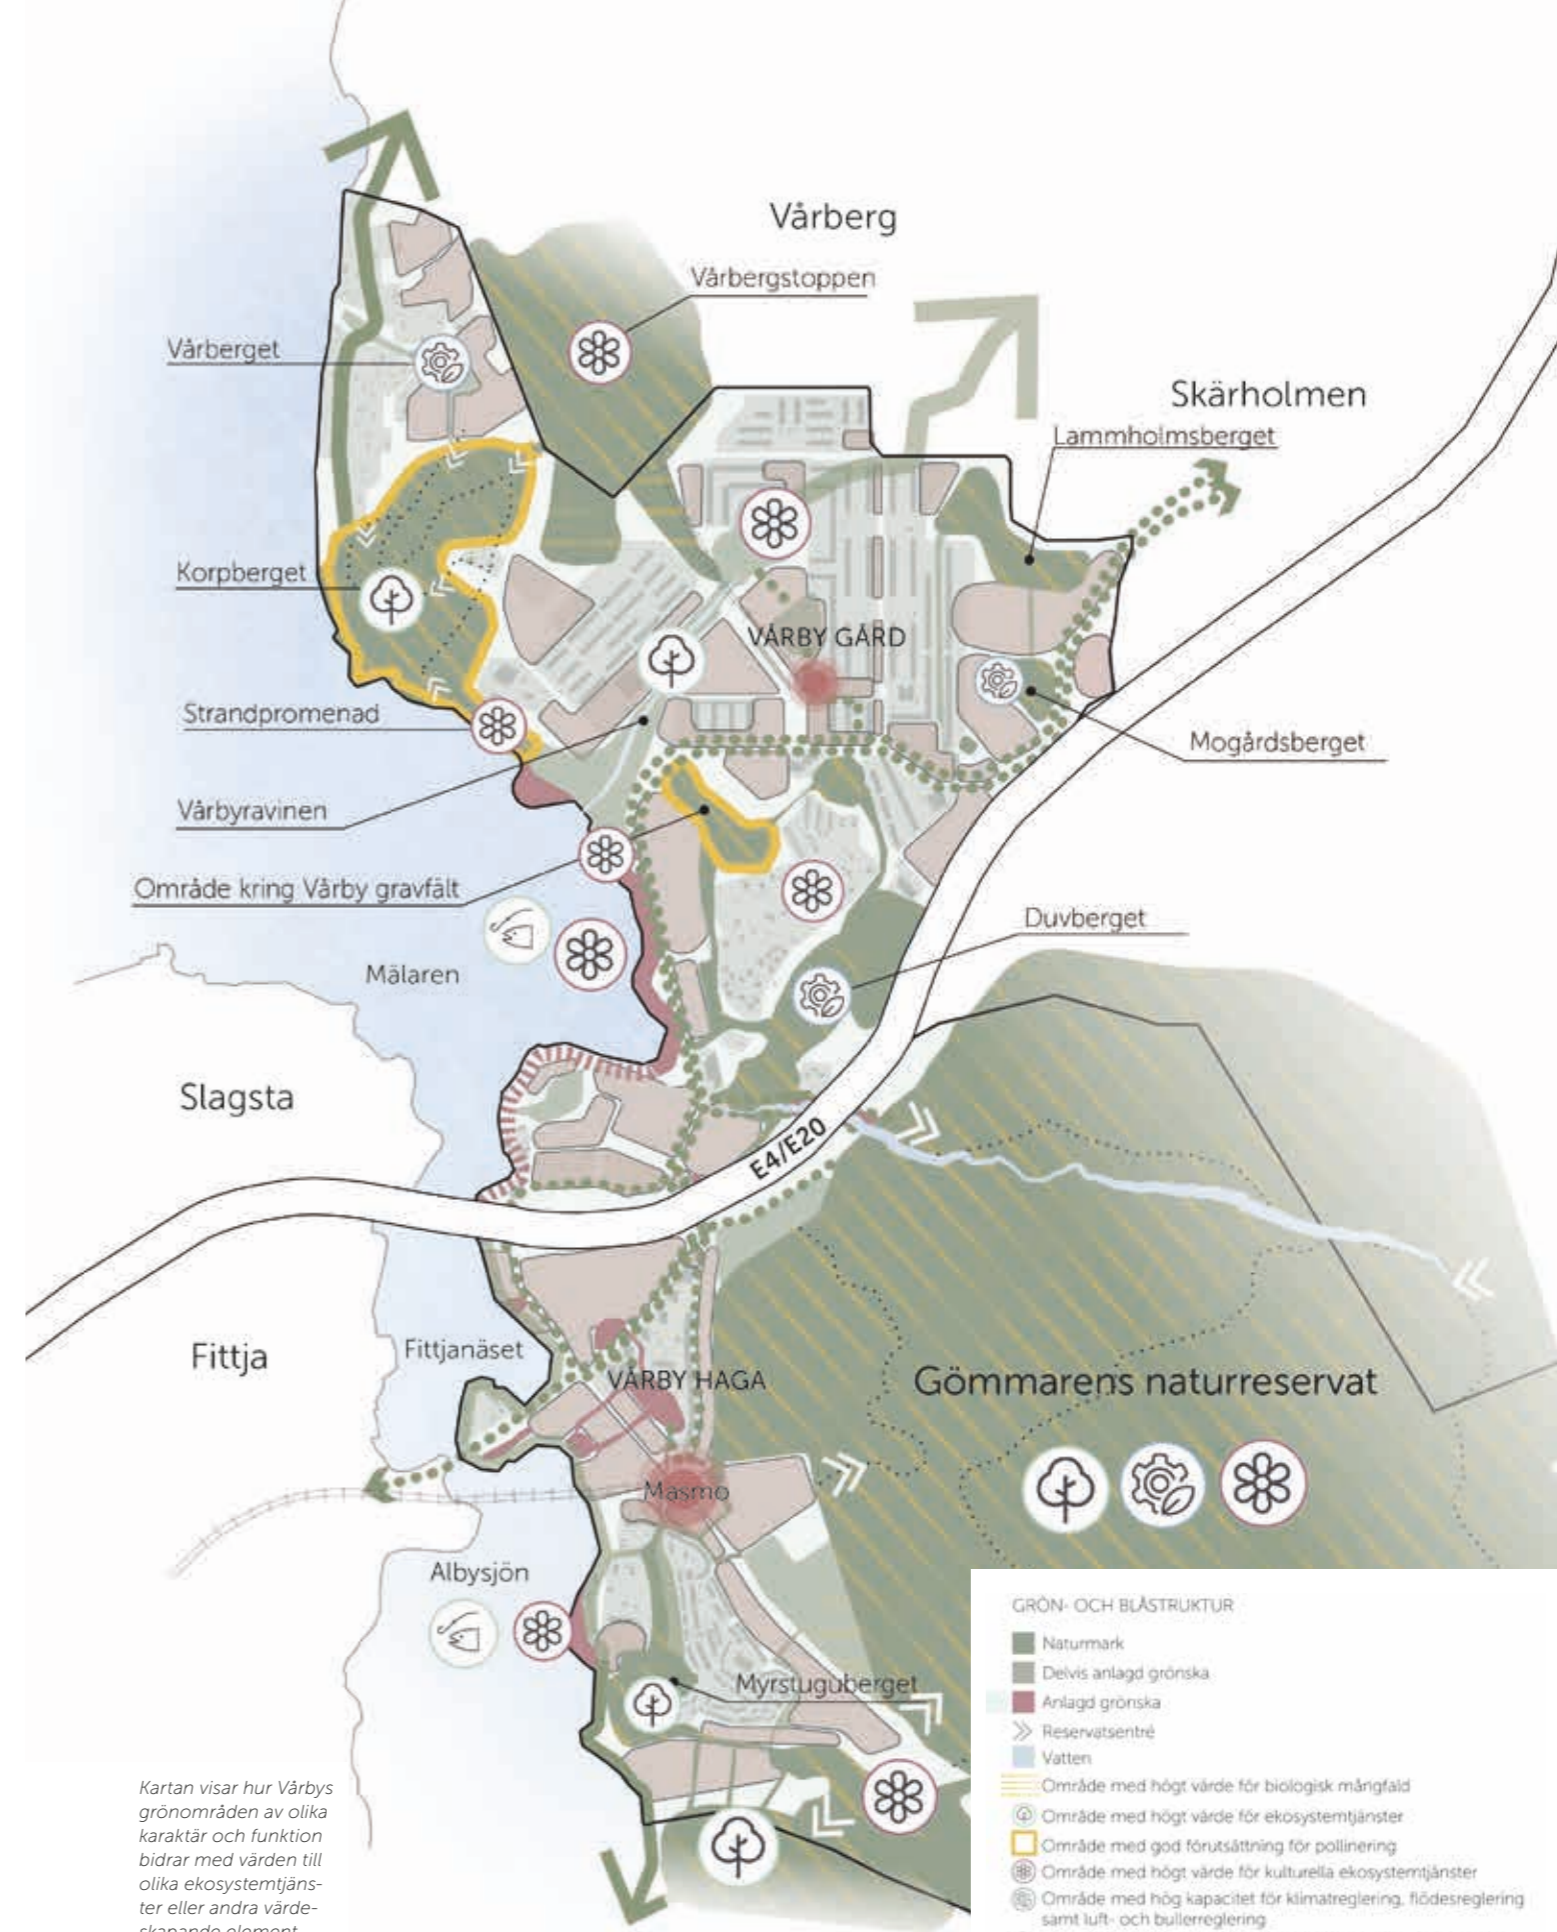 Vårberg
Vårbergstoppen
Vårberget
Skärholmen
Lammholmsberget
Korpberget
VÅRBY GÅRD
Strandpromenad
Mogårdsberget
Vårbyravinen
Område kring Vårby gravfält
Duvberget
Mälaren
Slagsta
E4/E20
Fittja
Fittjanäset
VÅRBY HAGA
Gömmarens naturreservat
Masmo
Albysjön
Myrstuguberget
GRÖN- OCH BLÅSTRUKTUR
Naturmark
Delvis anlagd grönska
Anlagd grönska
Reservatsentré
Vatten
Område med högt värde för biologisk mångfald
Område med högt värde för ekosystemtjänster
Område med god förutsättning för pollinering
Område med högt värde för kulturella ekosystemtjänster
Område med hög kapacitet för klimatreglering, flödesreglering
samt luft- och bullerreglering
Kartan visar hur Vårbys
grönområden av olika
karaktär och funktion
bidrar med värden till
olika ekosystemtjäns-
ter eller andra värde-
skapande element